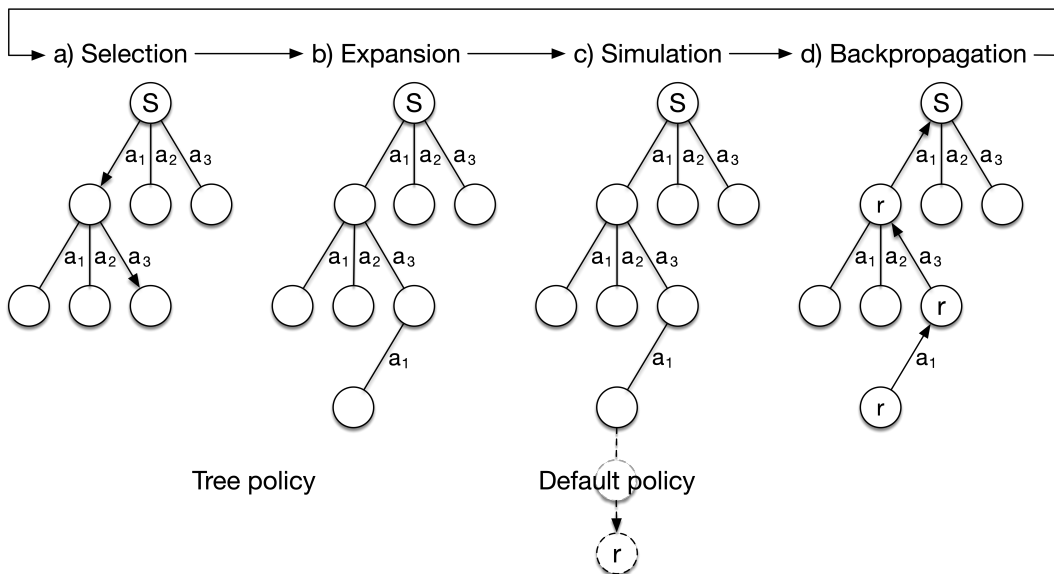 a) Selection b) Expansion c) Simulation d) Backpropagation
S S S S
a₁ a₂ a₃ a₁ a₂ a₃ a₁ a₂ a₃ a₁ a₂ a₃
r
a₁ a₂ a₃ a₁ a₂ a₃ a₁ a₂ a₃ a₁ a₂ a₃
r
a₁ a₁ a₁
r
Tree policy Default policy
r